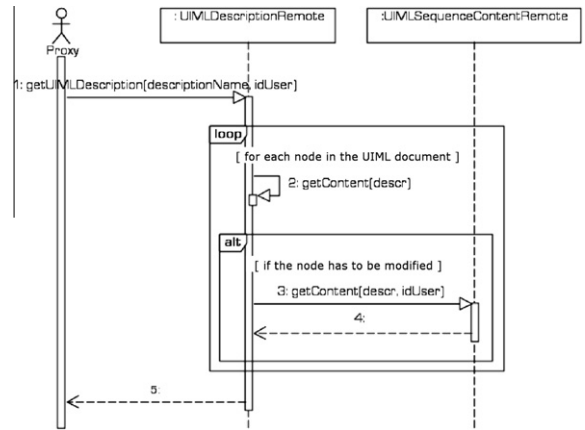 : UIMLDescriptionRemote
:UIMLSequenceContentRemote
Proxy
1: getUIMLDescription(descriptionName, idUser)
loop
[ for each node in the UIML document ]
2: getContent(descr)
alt
[ if the node has to be modified ]
3: getContent(descr, idUser)
4:
5: